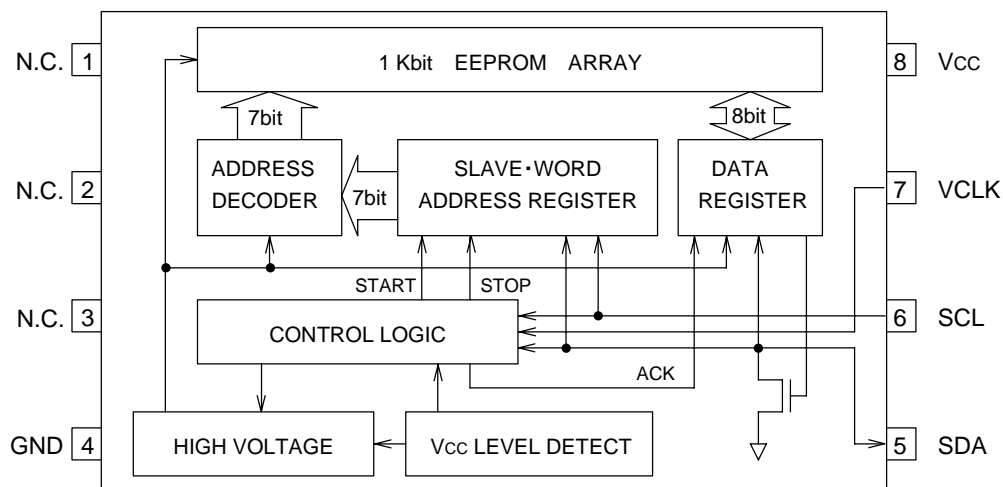 N.C. 1
1 Kbit EEPROM ARRAY
8 Vcc
7bit
8bit
ADDRESS DECODER
7bit
SLAVE・WORD ADDRESS REGISTER
DATA REGISTER
N.C. 2
7 VCLK
START
STOP
N.C. 3
CONTROL LOGIC
6 SCL
ACK
GND 4
HIGH VOLTAGE
Vcc LEVEL DETECT
5 SDA